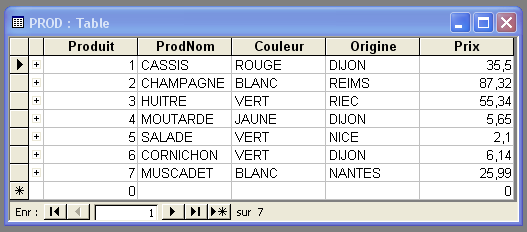 PROD : Table
Produit ProdNom Couleur Origine Prix
1 CASSIS ROUGE DIJON 35,5
2 CHAMPAGNE BLANC REIMS 87,32
3 HUITRE VERT RIEC 55,34
4 MOUTARDE JAUNE DIJON 5,65
5 SALADE VERT NICE 2,1
6 CORNICHON VERT DIJON 6,14
7 MUSCADET BLANC NANTES 25,99
0 0
Enr : 1 sur 7